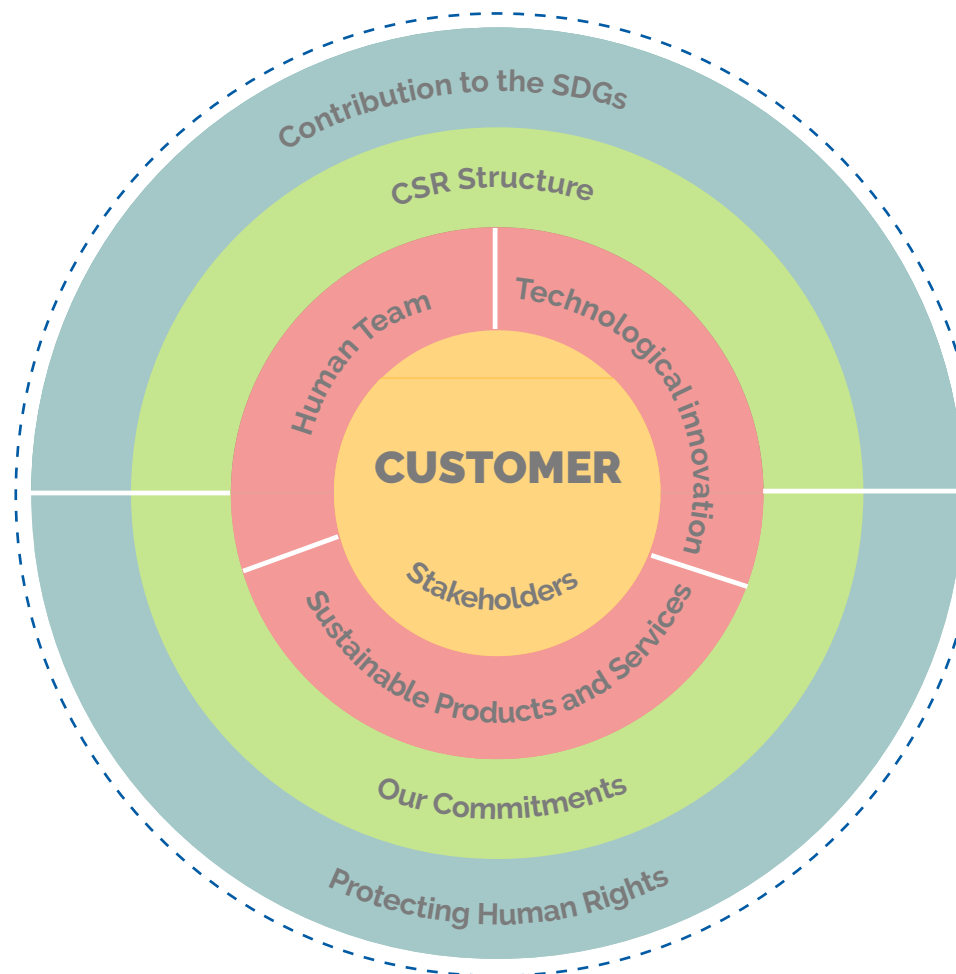 Contribution to the SDGs
CSR Structure
Human Team
Technological innovation
CUSTOMER
Stakeholders
Sustainable Products and Services
Our Commitments
Protecting Human Rights